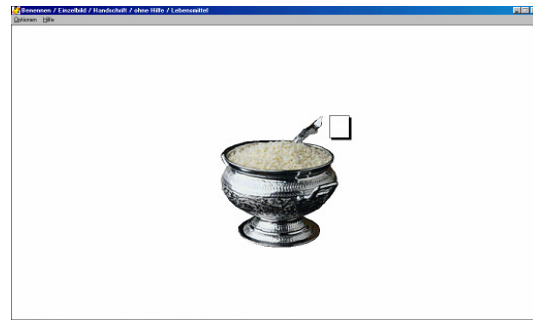 Benennen / Einzelbild / Handschrift / ohne Hilfe / Lebensmittel
Optionen Hilfe